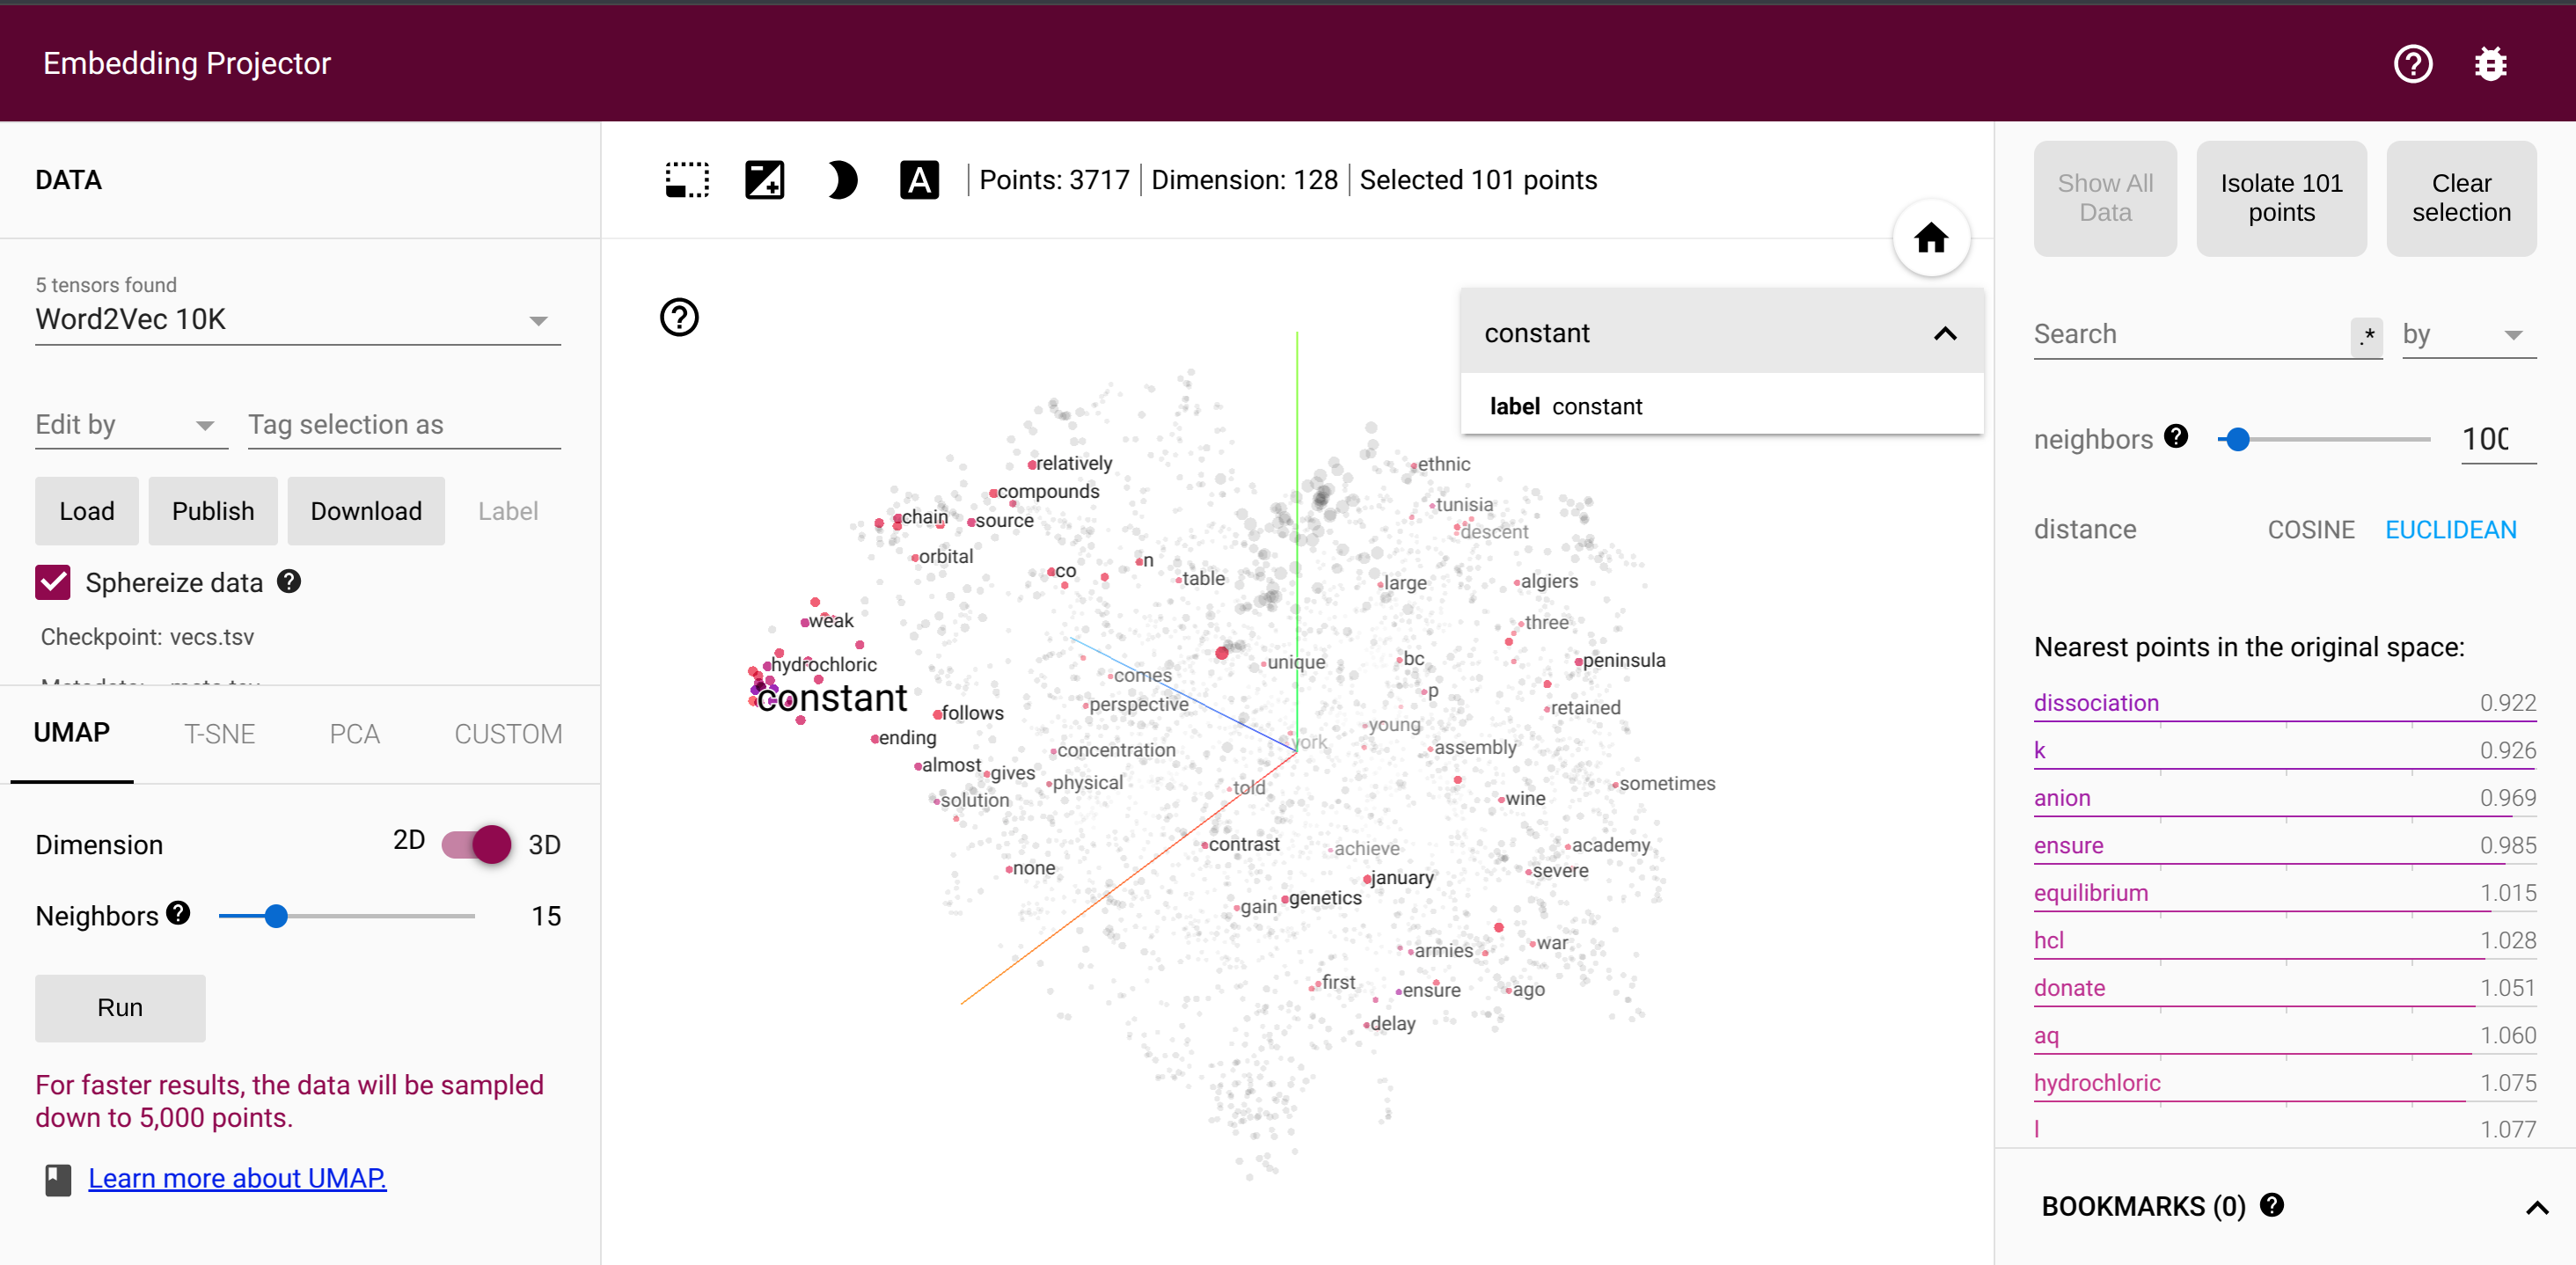 Embedding Projector
DATA
5 tensors found
Word2Vec 10K
Edit by
Tag selection as
Load
Publish
Download
Label
Sphereize data
Checkpoint: vecs.tsv
UMAP
T-SNE
PCA
CUSTOM
Dimension
2D
3D
Neighbors
15
Run
For faster results, the data will be sampled
down to 5,000 points.
Learn more about UMAP.
A
Points: 3717
Dimension: 128
Selected 101 points
constant
label constant
relatively
compounds
chain
source
orbital
co
n
table
weak
hydrochloric
constant
follows
ending
almost
gives
solution
none
comes
perspective
concentration
physical
unique
york
told
contrast
achieve
january
genetics
gain
first
ensure
delay
armies
war
ago
severe
academy
wine
sometimes
assembly
young
retained
p
bc
peninsula
three
algiers
large
descent
tunisia
ethnic
Show All
Data
Isolate 101
points
Clear
selection
Search
.*
by
neighbors
100
distance
COSINE
EUCLIDEAN
Nearest points in the original space:
dissociation 0.922
k 0.926
anion 0.969
ensure 0.985
equilibrium 1.015
hcl 1.028
donate 1.051
aq 1.060
hydrochloric 1.075
l 1.077
BOOKMARKS (0)